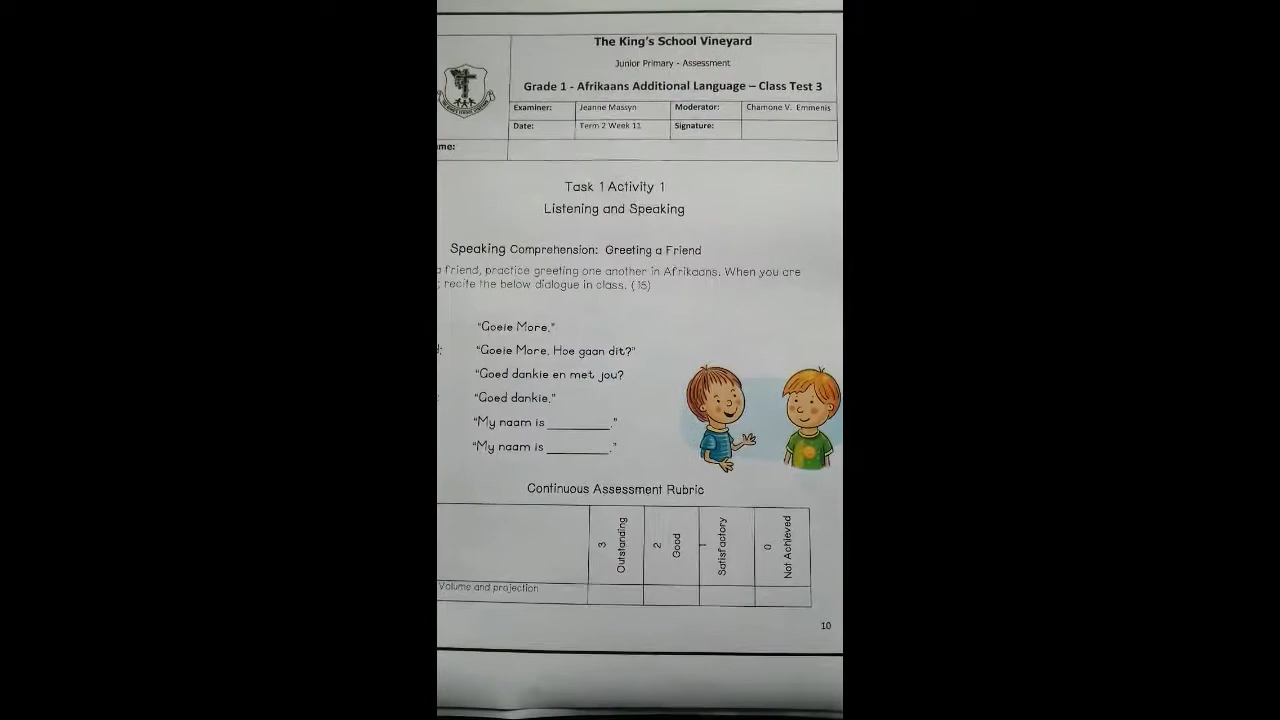 The King's School Vineyard
Junior Primary - Assessment
Grade 1 - Afrikaans Additional Language – Class Test 3
Examiner: Jeanne Massyn Moderator: Chamone V. Emmenis
Date: Term 2 Week 11 Signature:
me:
Task 1 Activity 1
Listening and Speaking
Speaking Comprehension: Greeting a Friend
a friend, practice greeting one another in Afrikaans. When you are
; recite the below dialogue in class. (15)
"Goeie More."
"Goeie More. Hoe gaan dit?"
"Goed dankie en met jou?
"Goed dankie."
"My naam is ________."
"My naam is ________."
Continuous Assessment Rubric
3 Outstanding
2 Good
1 Satisfactory
0 Not Achieved
Volume and projection
10